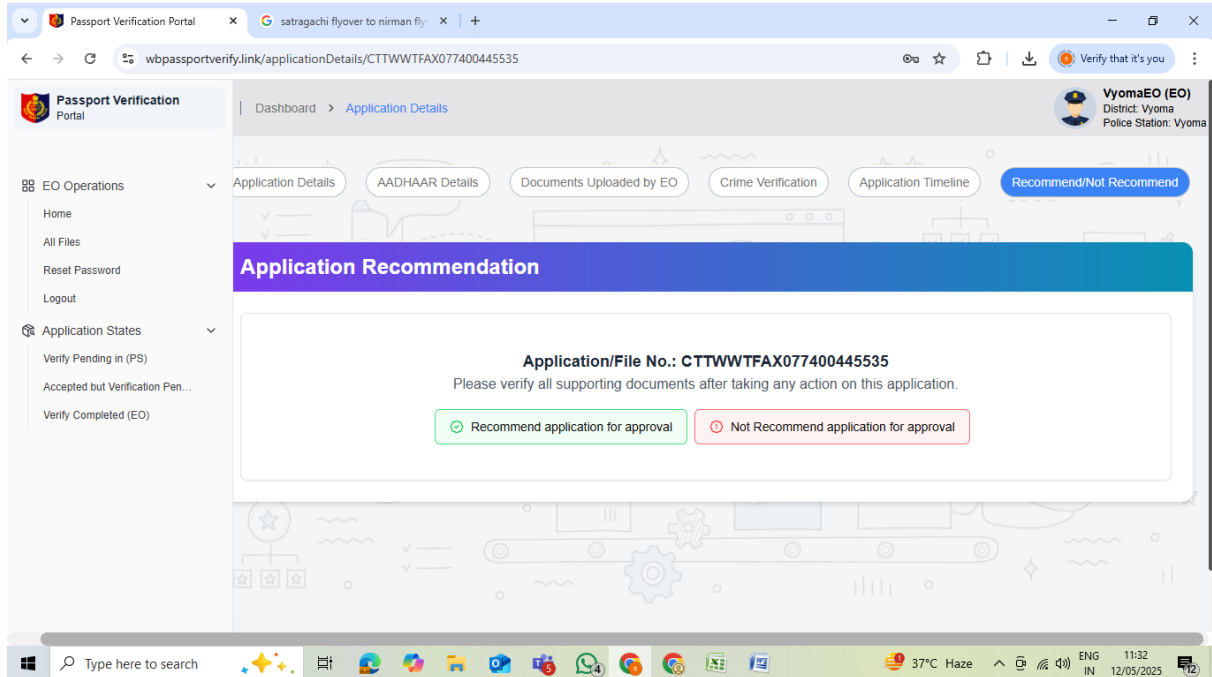 Passport Verification Portal
satragachi flyover to nirman fly
wbpassportverify.link/applicationDetails/CTTWWTFAX077400445535
Verify that it's you
Passport Verification
Portal
Dashboard > Application Details
VyomaEO (EO)
District: Vyoma
Police Station: Vyoma
EO Operations
Home
All Files
Reset Password
Logout
Application States
Verify Pending in (PS)
Accepted but Verification Pen...
Verify Completed (EO)
Application Details
AADHAAR Details
Documents Uploaded by EO
Crime Verification
Application Timeline
Recommend/Not Recommend
Application Recommendation
Application/File No.: CTTWWTFAX077400445535
Please verify all supporting documents after taking any action on this application.
Recommend application for approval
Not Recommend application for approval
Type here to search
37°C Haze
ENG
IN
11:32
12/05/2025